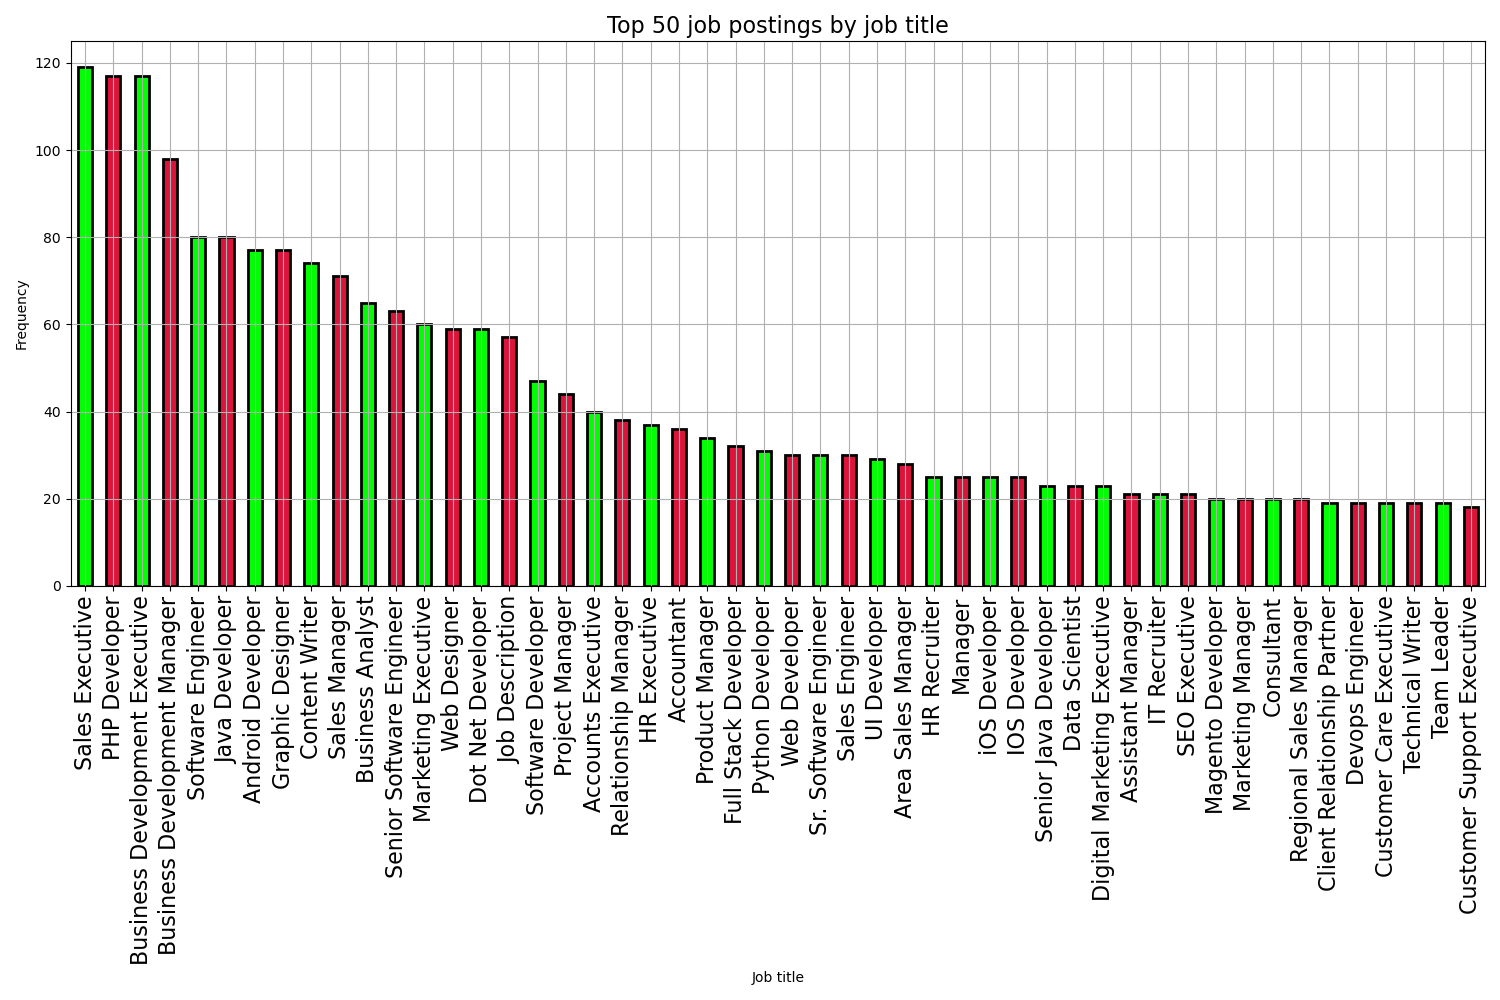 Top 50 job postings by job title
120
100
80
60
40
20
0
Frequency
Sales Executive
PHP Developer
Business Development Executive
Business Development Manager
Software Engineer
Java Developer
Android Developer
Graphic Designer
Content Writer
Sales Manager
Business Analyst
Senior Software Engineer
Marketing Executive
Web Designer
Dot Net Developer
Job Description
Software Developer
Project Manager
Accounts Executive
Relationship Manager
HR Executive
Accountant
Product Manager
Full Stack Developer
Python Developer
Web Developer
Sr. Software Engineer
Sales Engineer
UI Developer
Area Sales Manager
HR Recruiter
Manager
iOS Developer
IOS Developer
Senior Java Developer
Data Scientist
Digital Marketing Executive
Assistant Manager
IT Recruiter
SEO Executive
Magento Developer
Marketing Manager
Consultant
Regional Sales Manager
Client Relationship Partner
Devops Engineer
Customer Care Executive
Technical Writer
Team Leader
Customer Support Executive
Job title